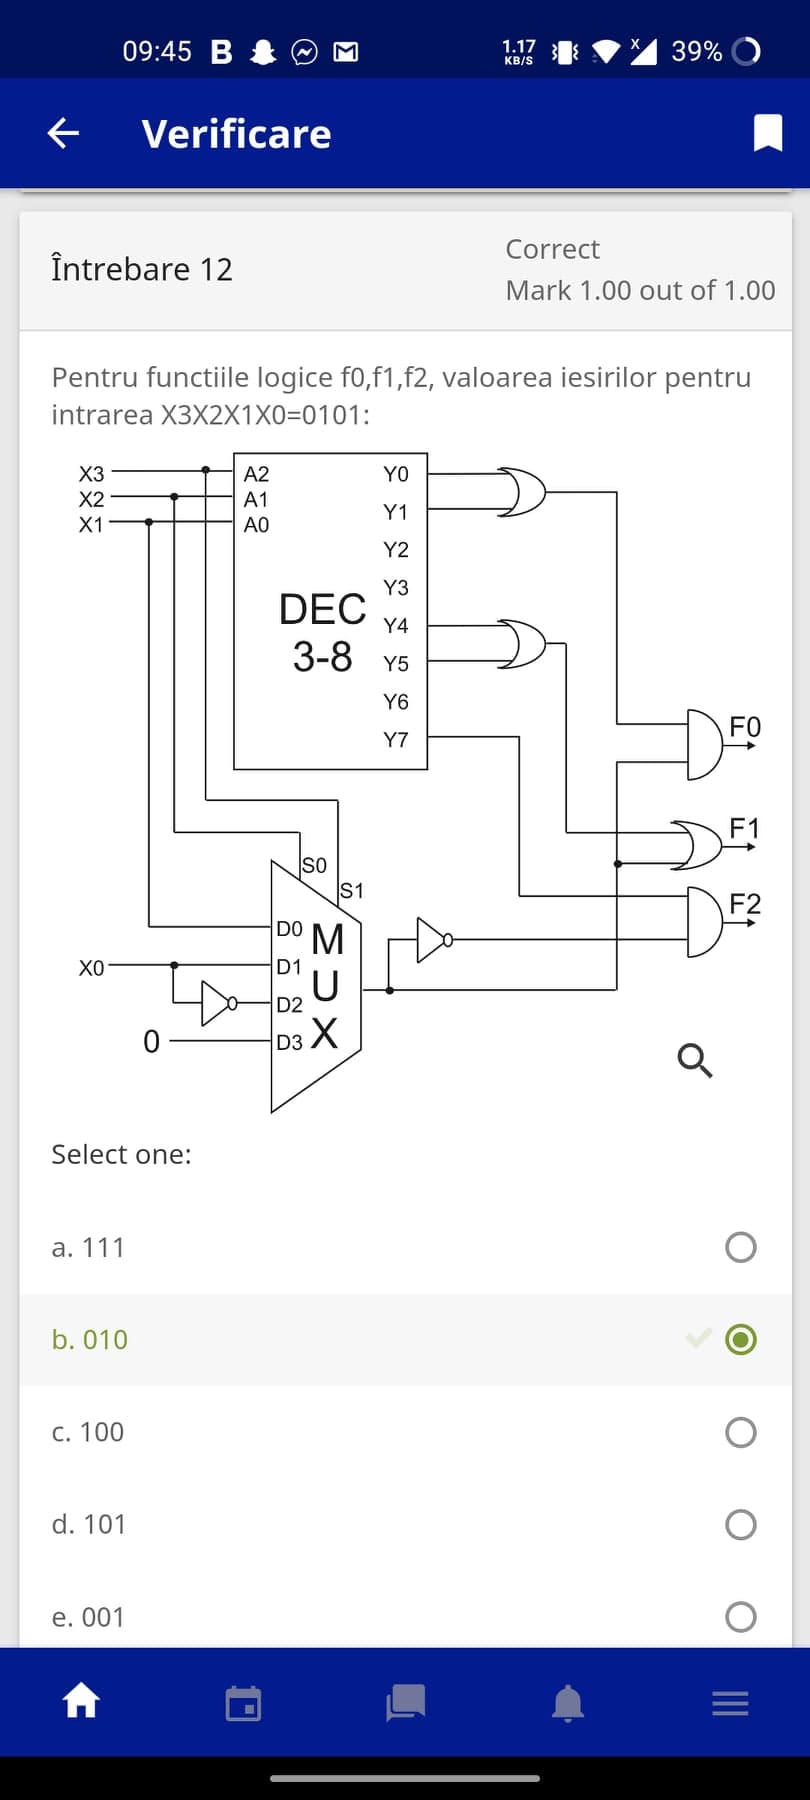 09:45 B 1.17 KB/S X 39%
Verificare
Întrebare 12
Correct
Mark 1.00 out of 1.00
Pentru functiile logice f0,f1,f2, valoarea iesirilor pentru
intrarea X3X2X1X0=0101:
X3 A2 Y0
X2 A1
X1 A0 Y1
Y2
Y3
DEC
Y4
3-8 Y5
Y6
Y7
F0
F1
S0
S1
F2
D0 M
X0 D1 U
D2
0 D3 X
Select one:
a. 111
b. 010
c. 100
d. 101
e. 001